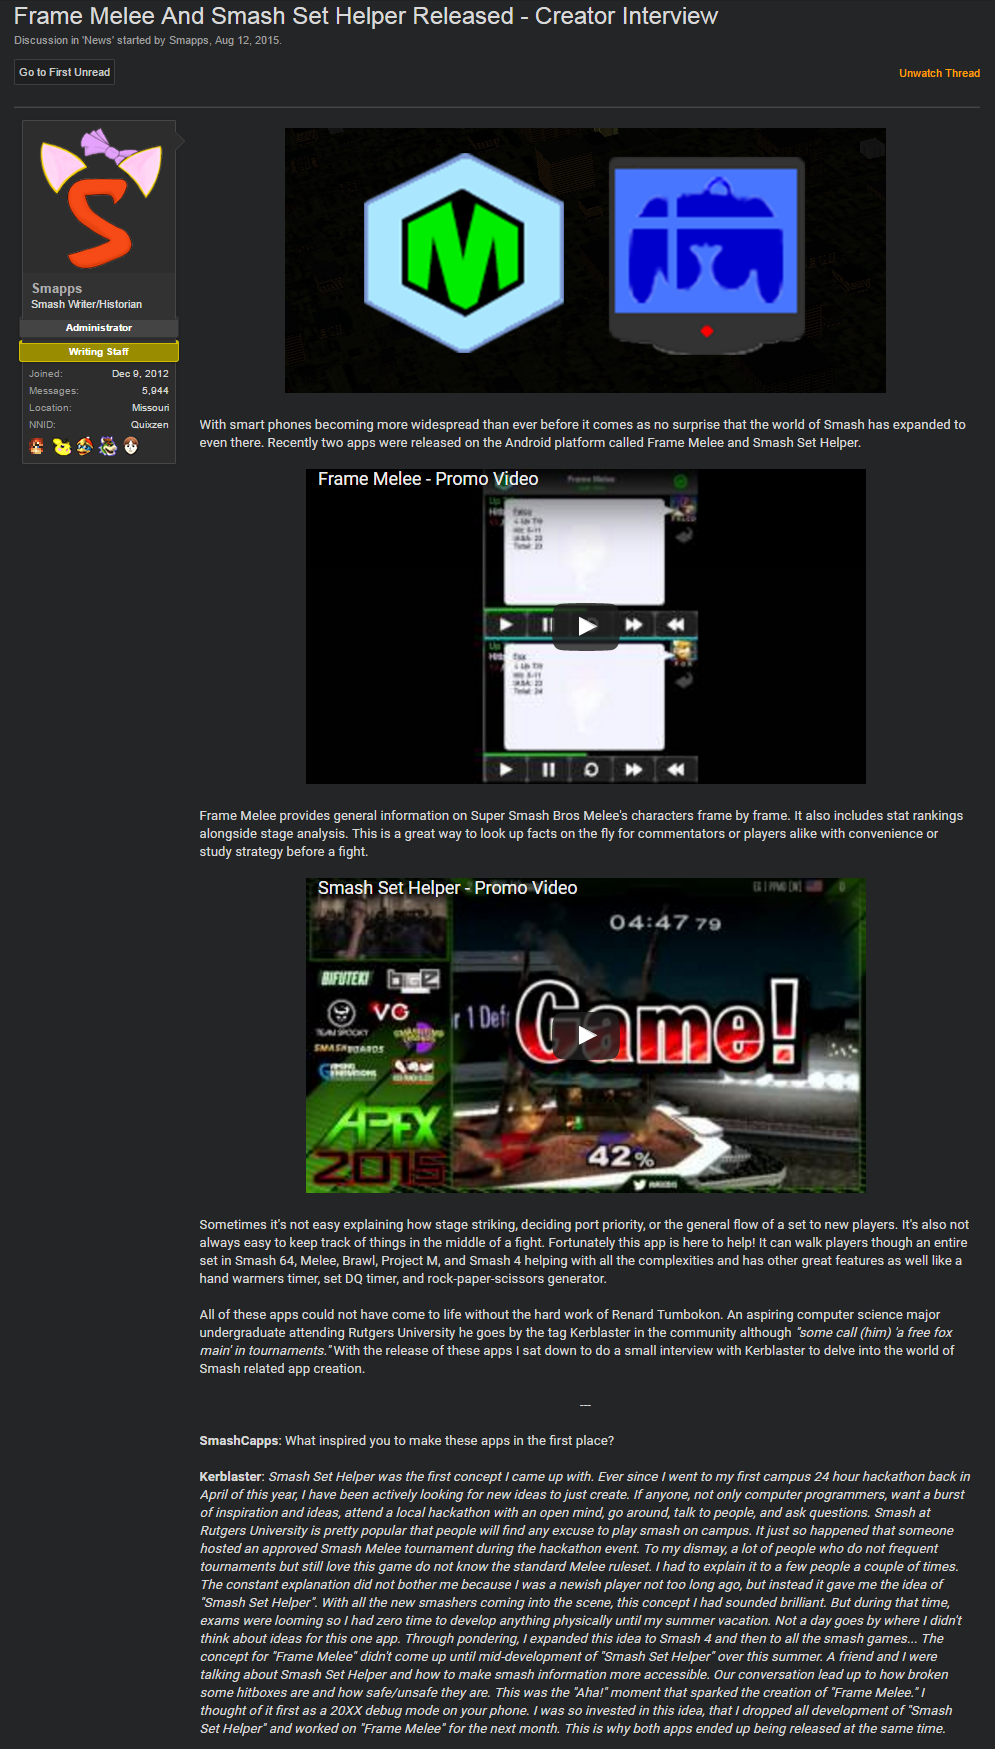 Frame Melee And Smash Set Helper Released - Creator Interview
Discussion in 'News' started by Smapps, Aug 12, 2015.
Go to First Unread
Unwatch Thread
Smapps
Smash Writer/Historian
Administrator
Writing Staff
Joined: Dec 9, 2012
Messages: 5,944
Location: Missouri
NNID: Quixzen
With smart phones becoming more widespread than ever before it comes as no surprise that the world of Smash has expanded to
even there. Recently two apps were released on the Android platform called Frame Melee and Smash Set Helper.
Frame Melee - Promo Video
Frame Melee
Falco
FALCO
Total: 23
Fox
FOX
Total: 24
Frame Melee provides general information on Super Smash Bros Melee's characters frame by frame. It also includes stat rankings
alongside stage analysis. This is a great way to look up facts on the fly for commentators or players alike with convenience or
study strategy before a fight.
Smash Set Helper - Promo Video
04:47 79
BIFUTEKI
TEAM SPOOKY
VG
SMASHBOARDS
r 1 Def
Game!
APEX
2015
42%
Sometimes it's not easy explaining how stage striking, deciding port priority, or the general flow of a set to new players. It's also not
always easy to keep track of things in the middle of a fight. Fortunately this app is here to help! It can walk players though an entire
set in Smash 64, Melee, Brawl, Project M, and Smash 4 helping with all the complexities and has other great features as well like a
hand warmers timer, set DQ timer, and rock-paper-scissors generator.
All of these apps could not have come to life without the hard work of Renard Tumbokon. An aspiring computer science major
undergraduate attending Rutgers University he goes by the tag Kerblaster in the community although "some call (him) 'a free fox
main' in tournaments." With the release of these apps I sat down to do a small interview with Kerblaster to delve into the world of
Smash related app creation.
---
SmashCapps: What inspired you to make these apps in the first place?
Kerblaster: Smash Set Helper was the first concept I came up with. Ever since I went to my first campus 24 hour hackathon back in
April of this year, I have been actively looking for new ideas to just create. If anyone, not only computer programmers, want a burst
of inspiration and ideas, attend a local hackathon with an open mind, go around, talk to people, and ask questions. Smash at
Rutgers University is pretty popular that people will find any excuse to play smash on campus. It just so happened that someone
hosted an approved Smash Melee tournament during the hackathon event. To my dismay, a lot of people who do not frequent
tournaments but still love this game do not know the standard Melee ruleset. I had to explain it to a few people a couple of times.
The constant explanation did not bother me because I was a newish player not too long ago, but instead it gave me the idea of
"Smash Set Helper". With all the new smashers coming into the scene, this concept I had sounded brilliant. But during that time,
exams were looming so I had zero time to develop anything physically until my summer vacation. Not a day goes by where I didn't
think about ideas for this one app. Through pondering, I expanded this idea to Smash 4 and then to all the smash games... The
concept for "Frame Melee" didn't come up until mid-development of "Smash Set Helper" over this summer. A friend and I were
talking about Smash Set Helper and how to make smash information more accessible. Our conversation lead up to how broken
some hitboxes are and how safe/unsafe they are. This was the "Aha!" moment that sparked the creation of "Frame Melee." I
thought of it first as a 20XX debug mode on your phone. I was so invested in this idea, that I dropped all development of "Smash
Set Helper" and worked on "Frame Melee" for the next month. This is why both apps ended up being released at the same time.